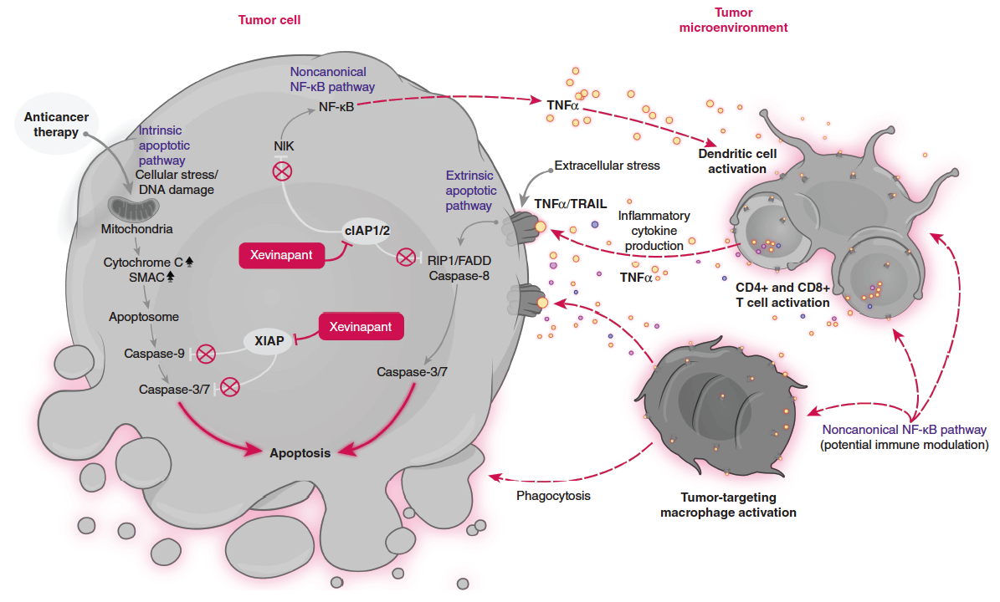 Tumor cell
Tumor
microenvironment
Noncanonical
NF-κB pathway
NF-κB
TNFα
Anticancer
therapy
Intrinsic
apoptotic
pathway
Cellular stress/
DNA damage
NIK
Dendritic cell
activation
Extracellular stress
Extrinsic
apoptotic
pathway
TNFα/TRAIL
Inflammatory
cytokine
production
Mitochondria
cIAP1/2
Xevinapant
Cytochrome C
SMAC
RIP1/FADD
Caspase-8
TNFα
CD4+ and CD8+
T cell activation
Apoptosome
Xevinapant
XIAP
Caspase-9
Caspase-3/7
Caspase-3/7
Apoptosis
Noncanonical NF-κB pathway
(potential immune modulation)
Phagocytosis
Tumor-targeting
macrophage activation